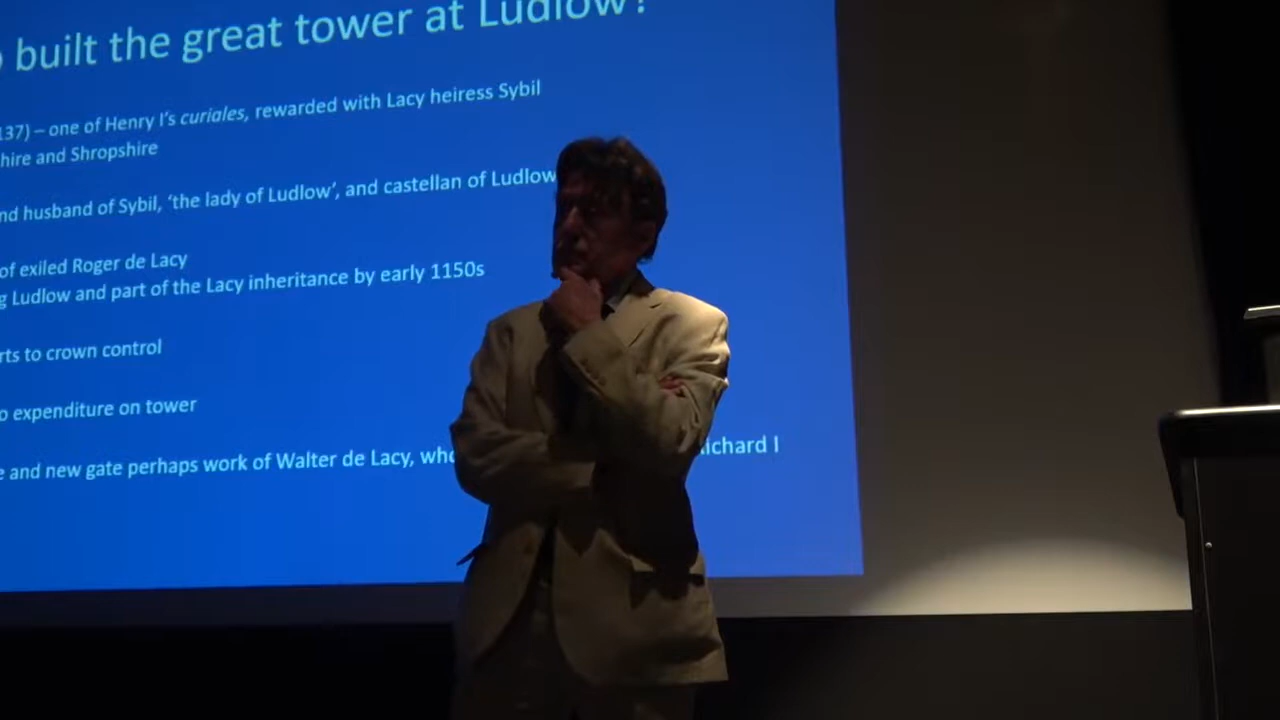 built the great tower at Ludlow?
137) – one of Henry I's curiales, rewarded with Lacy heiress Sybil
hire and Shropshire
nd husband of Sybil, 'the lady of Ludlow', and castellan of Ludlow
of exiled Roger de Lacy
g Ludlow and part of the Lacy inheritance by early 1150s
rts to crown control
o expenditure on tower
e and new gate perhaps work of Walter de Lacy, who Richard I